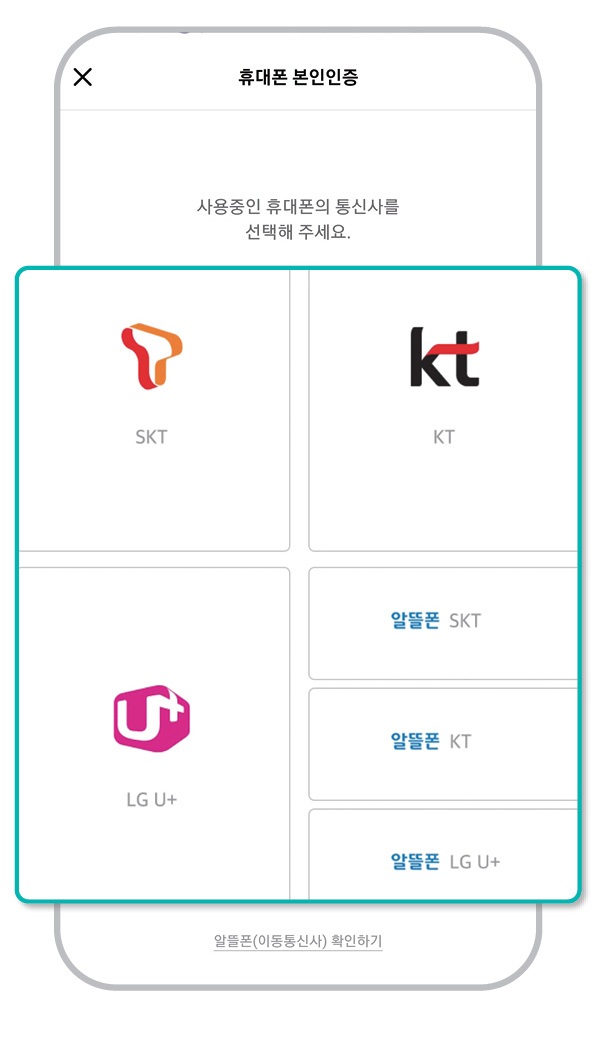 휴대폰 본인인증
사용중인 휴대폰의 통신사를
선택해 주세요.
kt
SKT
KT
알뜰폰 SKT
U+
알뜰폰 KT
LG U+
알뜰폰 LG U+
알뜰폰(이동통신사) 확인하기